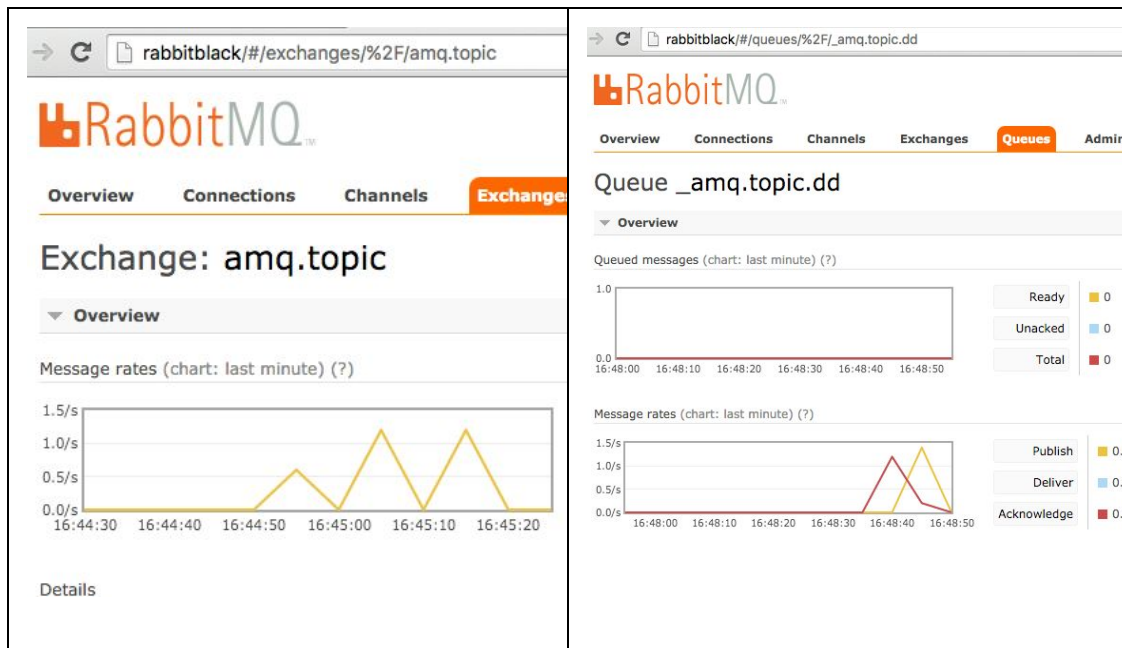 rabbitblack/#/exchanges/%2F/amq.topic
RabbitMQ™
Overview Connections Channels Exchange
Exchange: amq.topic
Overview
Message rates (chart: last minute) (?)
1.5/s
1.0/s
0.5/s
0.0/s
16:44:30 16:44:40 16:44:50 16:45:00 16:45:10 16:45:20
Details
rabbitblack/#/queues/%2F/_amq.topic.dd
RabbitMQ
Overview Connections Channels Exchanges Queues Admin
Queue _amq.topic.dd
Overview
Queued messages (chart: last minute) (?)
1.0
0.0
16:48:00 16:48:10 16:48:20 16:48:30 16:48:40 16:48:50
Ready 0
Unacked 0
Total 0
Message rates (chart: last minute) (?)
1.5/s
1.0/s
0.5/s
0.0/s
16:48:00 16:48:10 16:48:20 16:48:30 16:48:40 16:48:50
Publish 0.
Deliver 0.
Acknowledge 0.